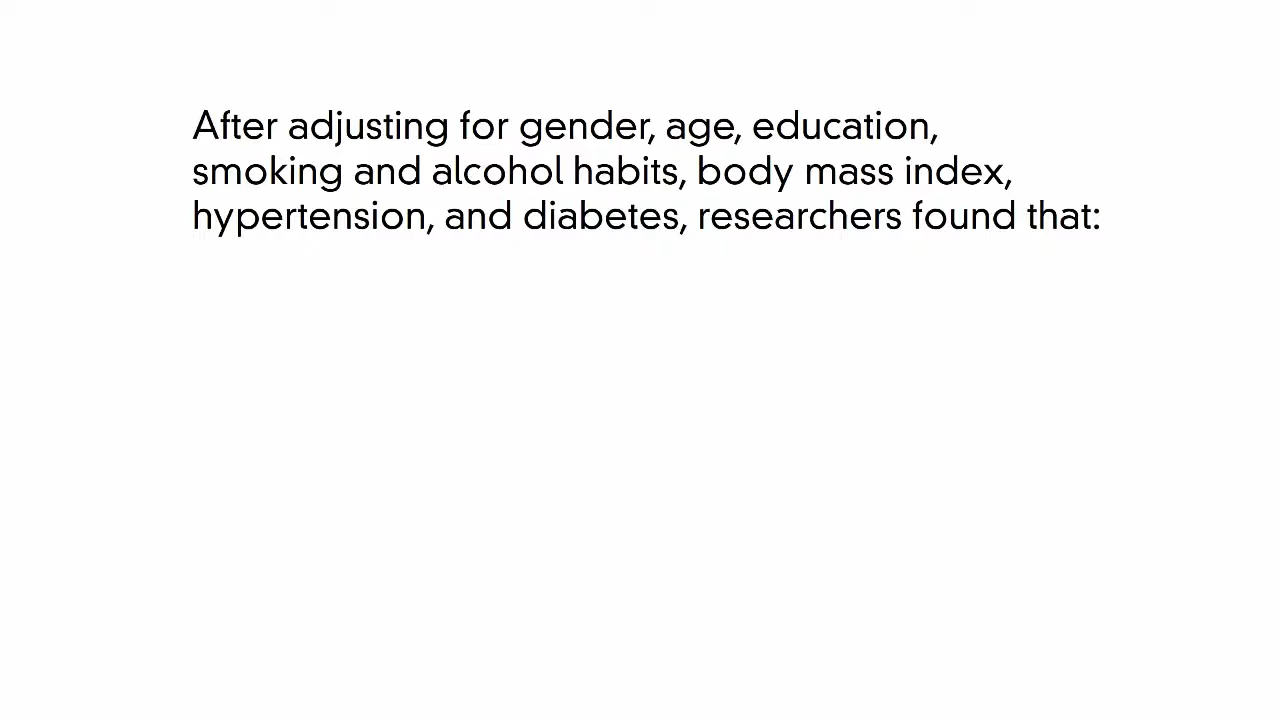 After adjusting for gender, age, education,
smoking and alcohol habits, body mass index,
hypertension, and diabetes, researchers found that: